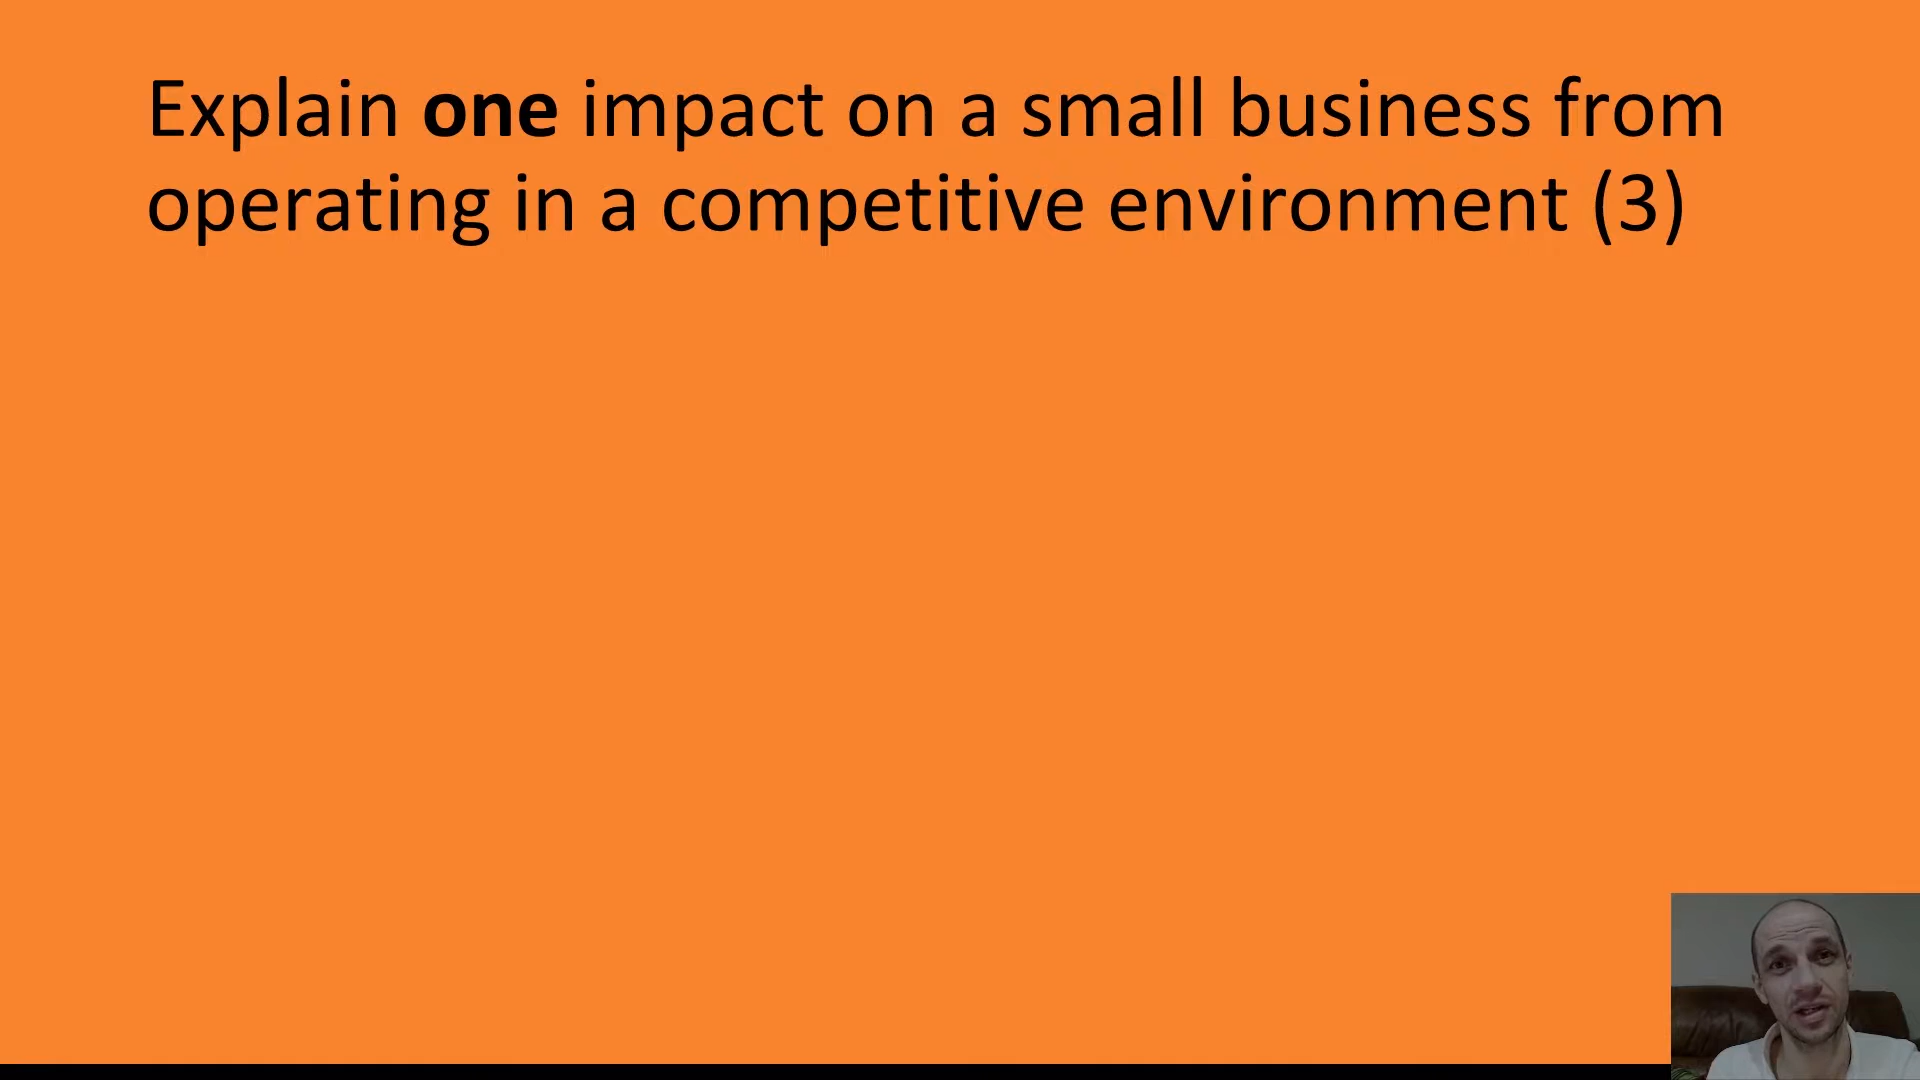 Explain one impact on a small business from
operating in a competitive environment (3)